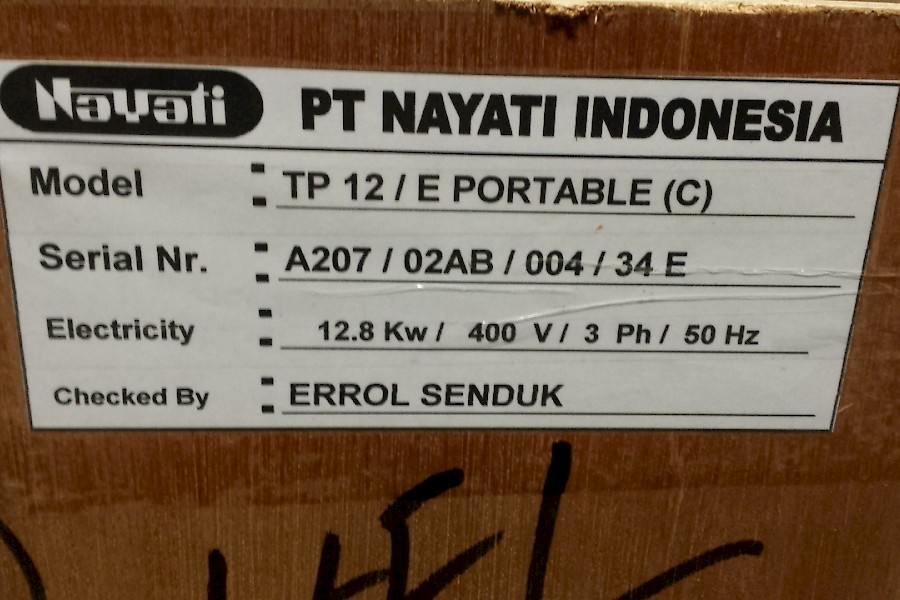 Nayati PT NAYATI INDONESIA
Model : TP 12 / E PORTABLE (C)
Serial Nr. : A207 / 02AB / 004 / 34 E
Electricity : 12.8 Kw / 400 V / 3 Ph / 50 Hz
Checked By : ERROL SENDUK